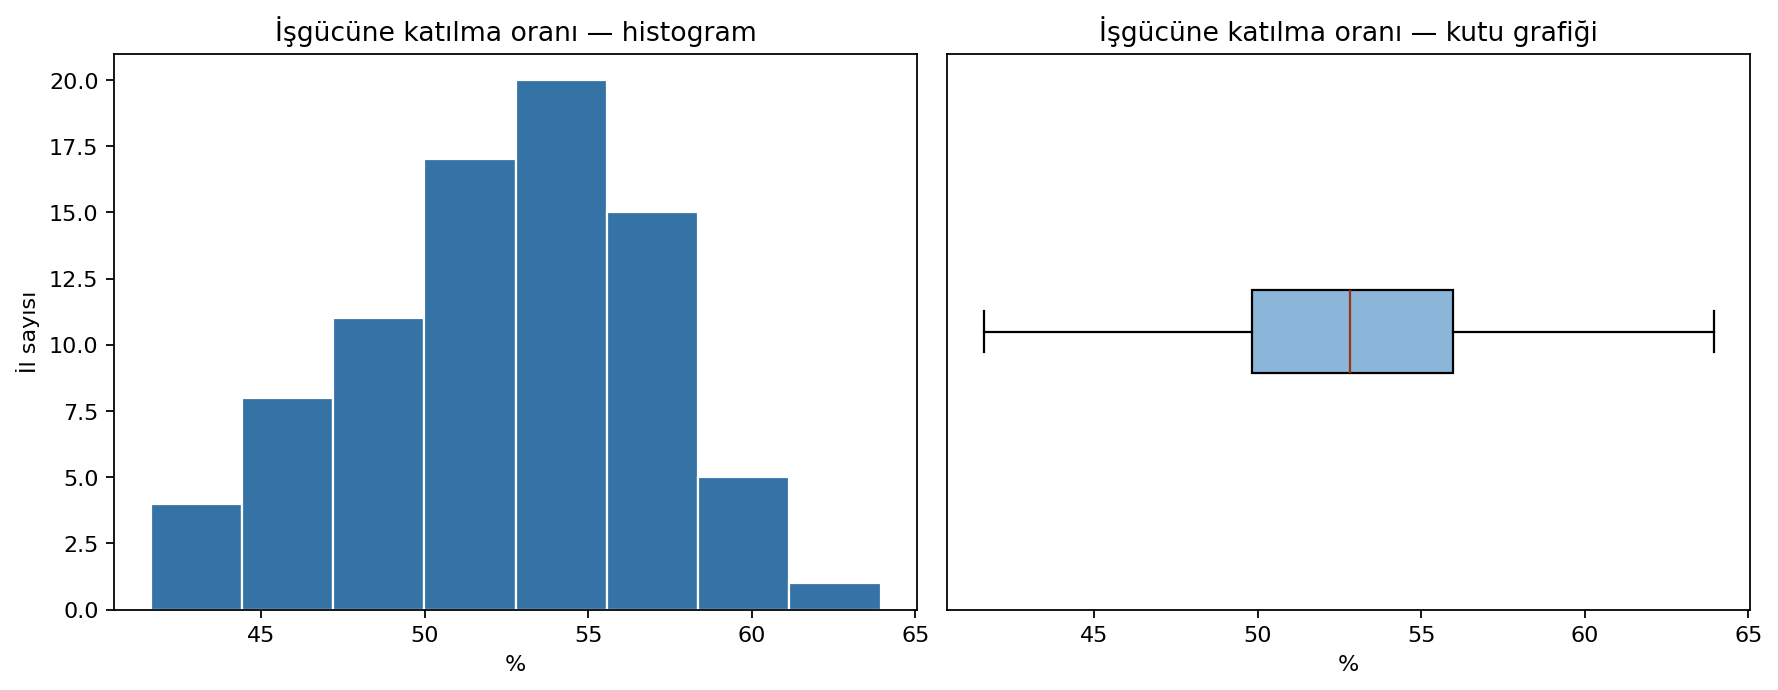 İşgücüne katılma oranı — histogram
20.0
17.5
15.0
12.5
10.0
7.5
5.0
2.5
0.0
İl sayısı
45 50 55 60 65
%
İşgücüne katılma oranı — kutu grafiği
45 50 55 60 65
%